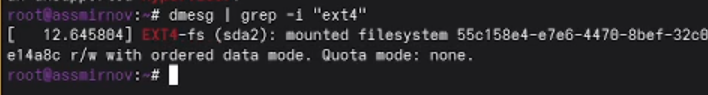 root@assmirnov:~# dmesg | grep -i "ext4"
[   12.645804] EXT4-fs (sda2): mounted filesystem 55c158e4-e7e6-4470-8bef-32c0
e14a8c r/w with ordered data mode. Quota mode: none.
root@assmirnov:~#